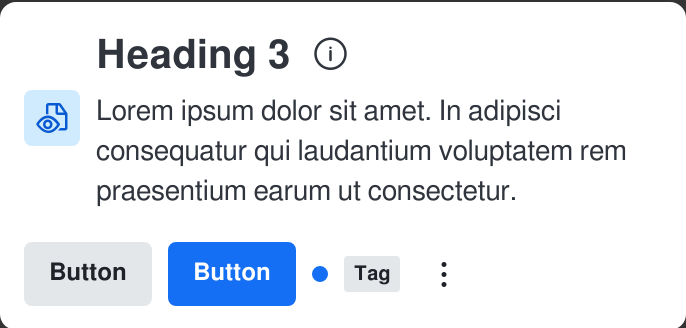 Heading 3
Lorem ipsum dolor sit amet. In adipisci
consequatur qui laudantium voluptatem rem
praesentium earum ut consectetur.
Button Button Tag